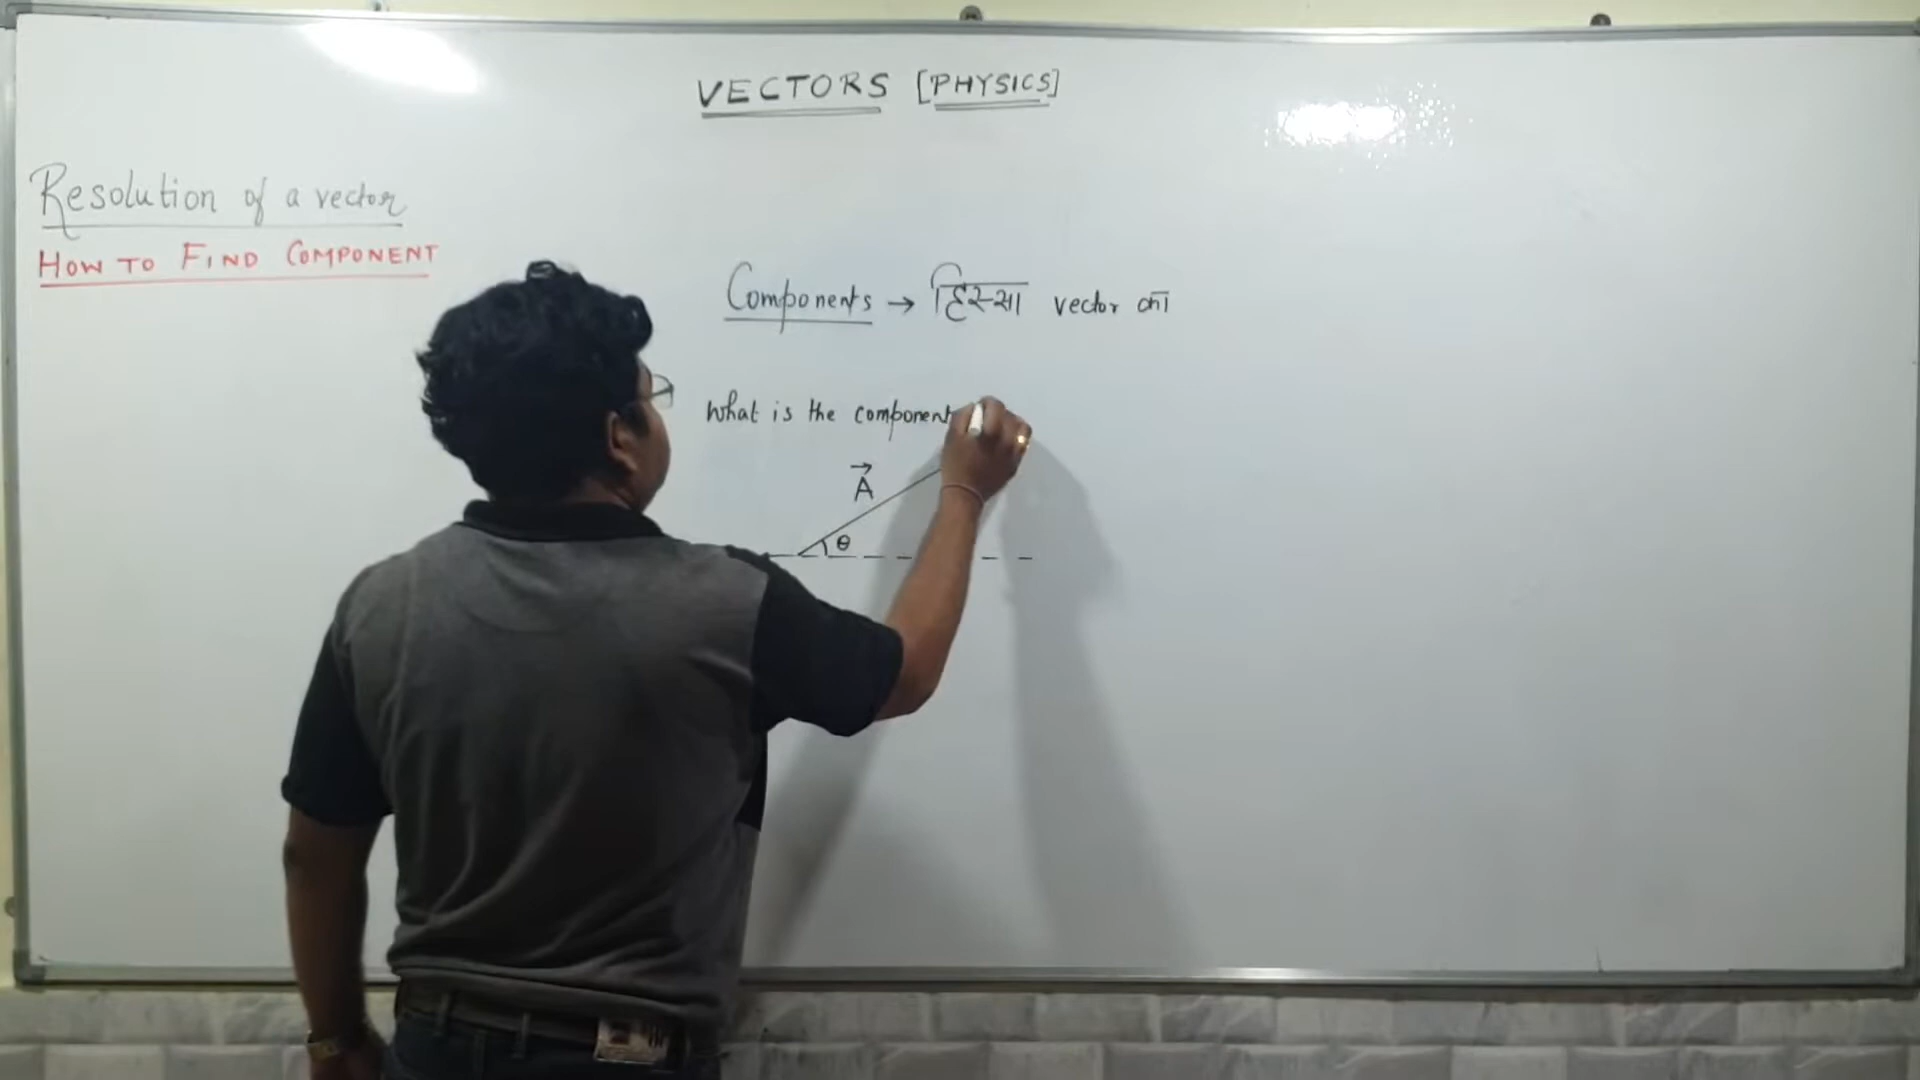 VECTORS [PHYSICS]
Resolution of a vector
HOW TO FIND COMPONENT
Components → हिस्सा vector का
What is the component
A
θ